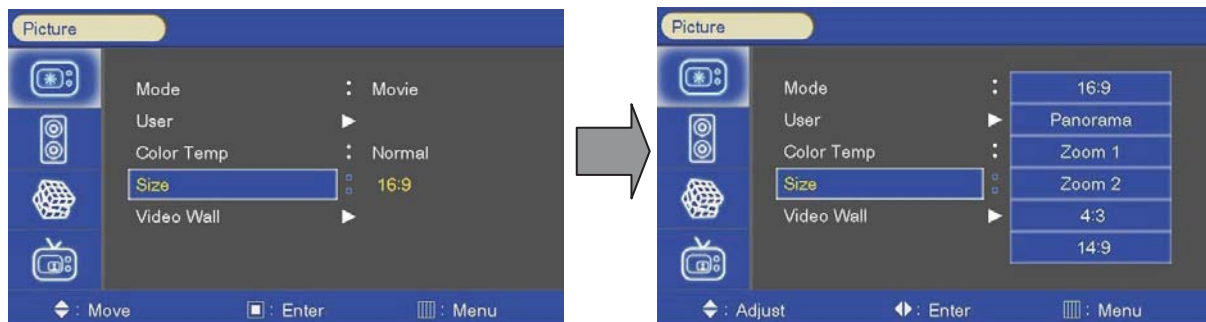 Picture
Mode : Movie
User
Color Temp : Normal
Size : 16:9
Video Wall
: Move : Enter : Menu
Picture
Mode :
User
Color Temp :
Size :
Video Wall
16:9
Panorama
Zoom 1
Zoom 2
4:3
14:9
: Adjust : Enter : Menu